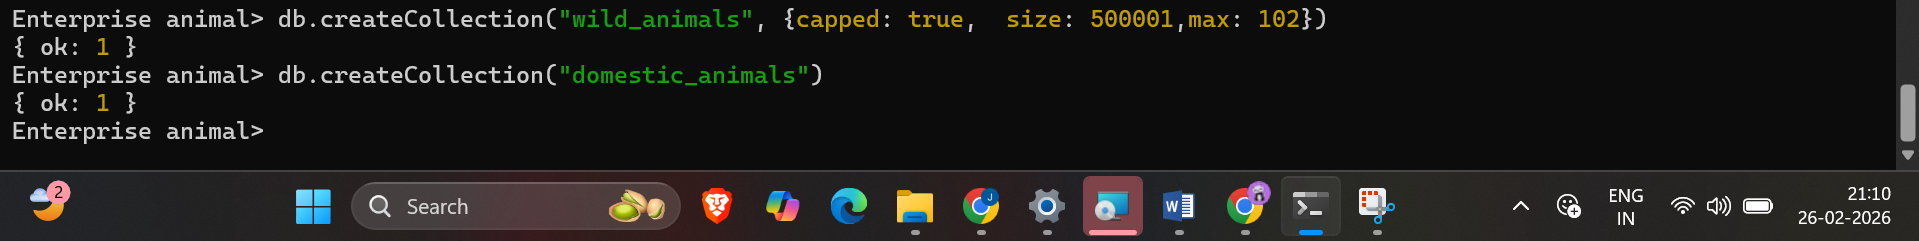 Enterprise animal> db.createCollection("wild_animals", {capped: true,  size: 500001,max: 102})
{ ok: 1 }
Enterprise animal> db.createCollection("domestic_animals")
{ ok: 1 }
Enterprise animal>
2
Search
J
W
ENG
IN
21:10
26-02-2026